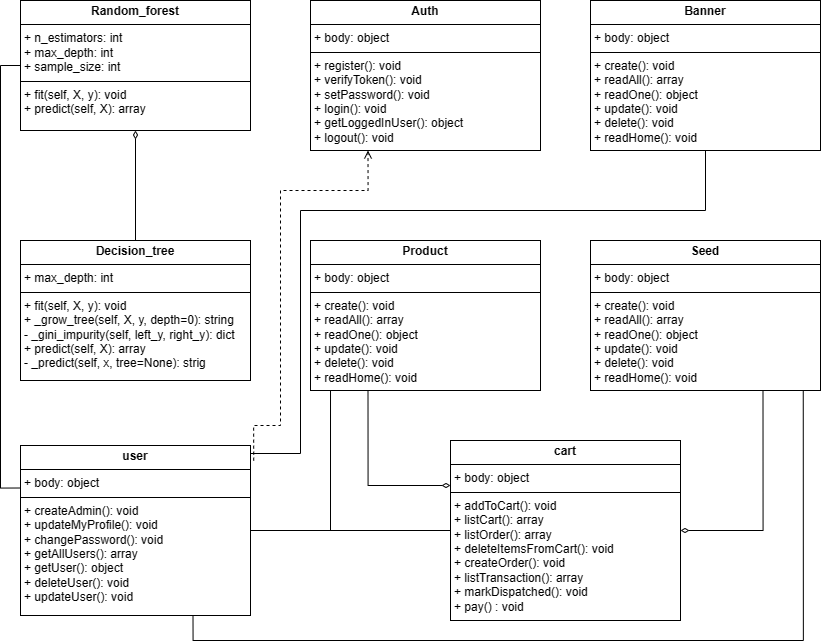 Random_forest
+ n_estimators: int
+ max_depth: int
+ sample_size: int
+ fit(self, X, y): void
+ predict(self, X): array
Auth
+ body: object
+ register(): void
+ verifyToken(): void
+ setPassword(): void
+ login(): void
+ getLoggedInUser(): object
+ logout(): void
Banner
+ body: object
+ create(): void
+ readAll(): array
+ readOne(): object
+ update(): void
+ delete(): void
+ readHome(): void
Decision_tree
+ max_depth: int
+ fit(self, X, y): void
+ _grow_tree(self, X, y, depth=0): string
- _gini_impurity(self, left_y, right_y): dict
+ predict(self, X): array
- _predict(self, x, tree=None): strig
Product
+ body: object
+ create(): void
+ readAll(): array
+ readOne(): object
+ update(): void
+ delete(): void
+ readHome(): void
Seed
+ body: object
+ create(): void
+ readAll(): array
+ readOne(): object
+ update(): void
+ delete(): void
+ readHome(): void
user
+ body: object
+ createAdmin(): void
+ updateMyProfile(): void
+ changePassword(): void
+ getAllUsers(): array
+ getUser(): object
+ deleteUser(): void
+ updateUser(): void
cart
+ body: object
+ addToCart(): void
+ listCart(): array
+ listOrder(): array
+ deleteItemsFromCart(): void
+ createOrder(): void
+ listTransaction(): array
+ markDispatched(): void
+ pay() : void